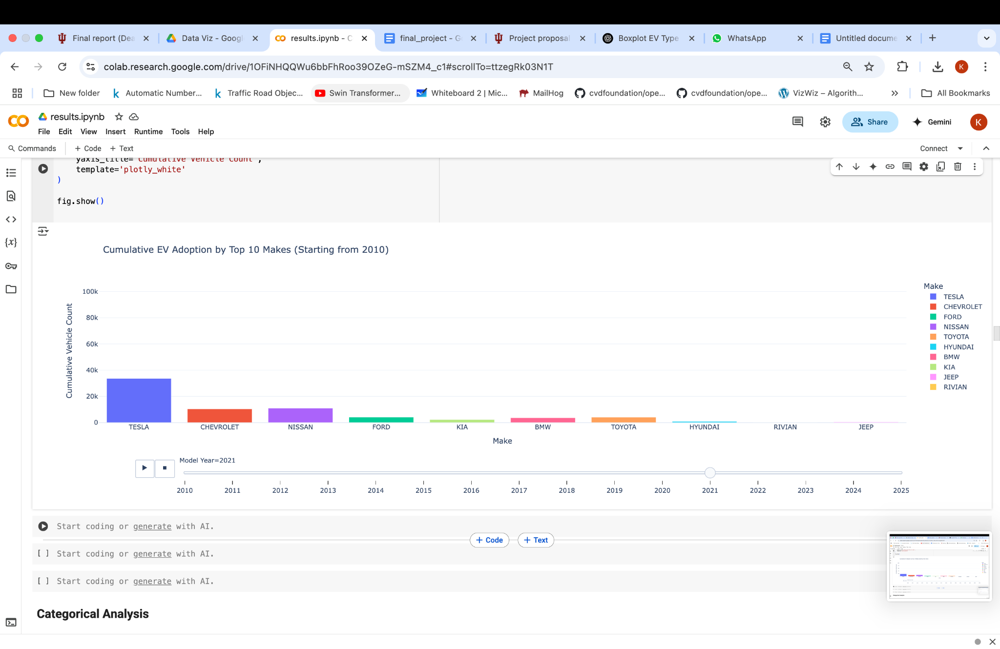 Final report (Dea
Data Viz - Googl
results.ipynb - C
final_project - G
Project proposal
Boxplot EV Type
WhatsApp
Untitled docume
colab.research.google.com/drive/1OFiNHQQWu6bbFhRoo39OZeG-mSZM4_c1#scrollTo=ttzegRk03N1T
K
New folder
Automatic Number...
Traffic Road Objec...
Swin Transformer...
Whiteboard 2 | Mic...
MailHog
cvdfoundation/ope...
cvdfoundation/ope...
VizWiz – Algorith...
All Bookmarks
results.ipynb
File Edit View Insert Runtime Tools Help
Share
Gemini
K
Commands
+ Code + Text
Connect
yaxis_title='Cumulative Vehicle Count',
template='plotly_white'
)
fig.show()
{x}
Cumulative EV Adoption by Top 10 Makes (Starting from 2010)
Cumulative Vehicle Count
100k
80k
60k
40k
20k
0
TESLA CHEVROLET NISSAN FORD KIA BMW TOYOTA HYUNDAI RIVIAN JEEP
Make
Make
TESLA
CHEVROLET
FORD
NISSAN
TOYOTA
HYUNDAI
BMW
KIA
JEEP
RIVIAN
Model Year=2021
2010 2011 2012 2013 2014 2015 2016 2017 2018 2019 2020 2021 2022 2023 2024 2025
Start coding or generate with AI.
+ Code + Text
[ ] Start coding or generate with AI.
[ ] Start coding or generate with AI.
Categorical Analysis